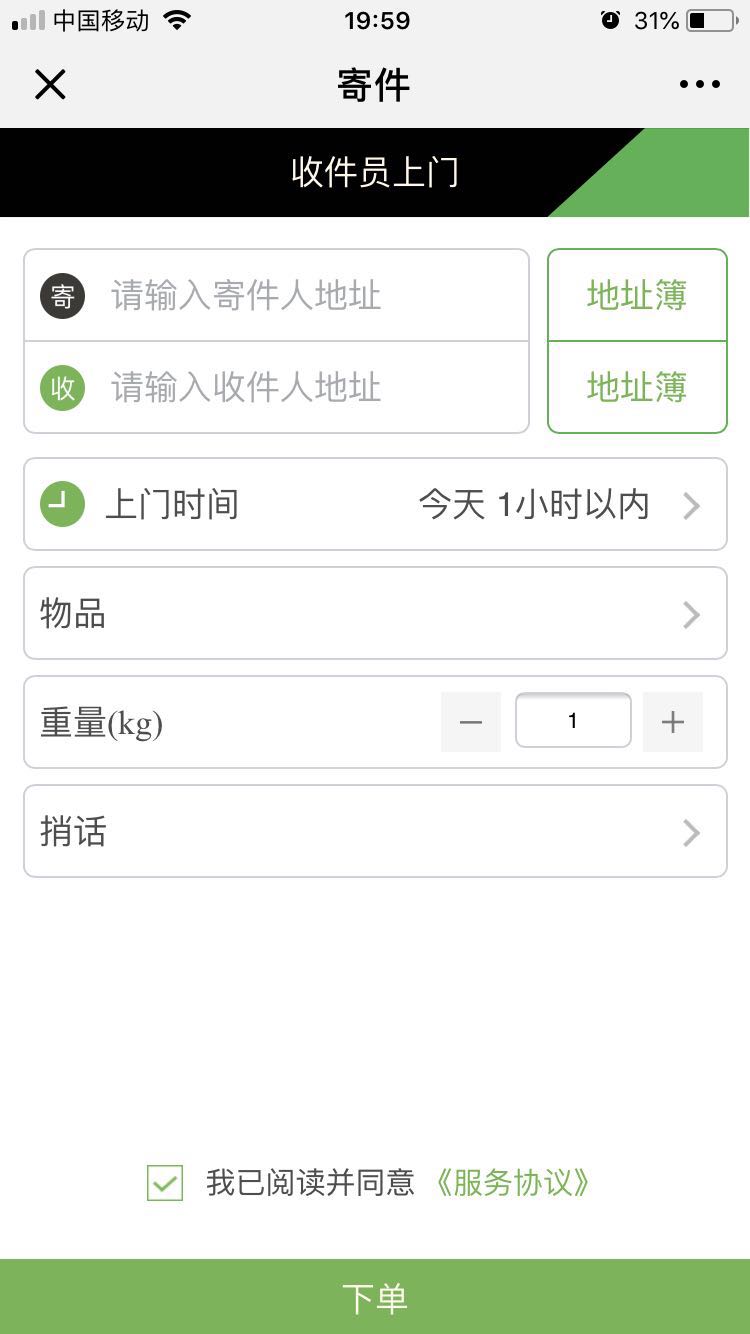 中国移动 19:59 31%
寄件
收件员上门
寄 请输入寄件人地址 地址簿
收 请输入收件人地址 地址簿
上门时间 今天 1小时以内
物品
重量(kg) － 1 ＋
捎话
我已阅读并同意 《服务协议》
下单